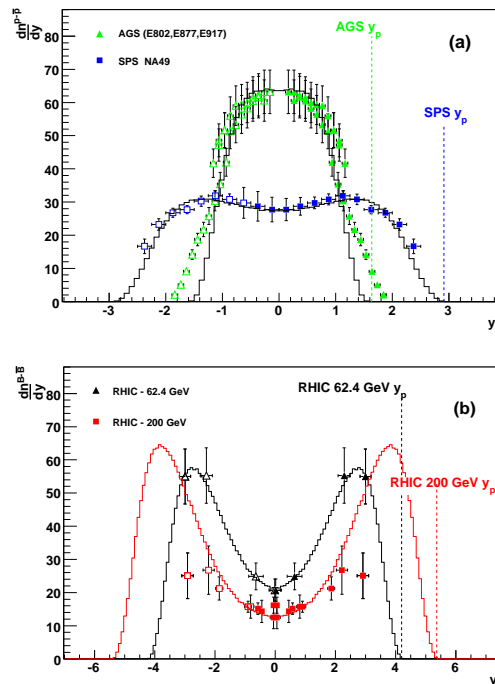 dn^{p-p̄}
dy
80
70
60
50
40
30
20
10
0
AGS (E802,E877,E917)
SPS NA49
AGS y_p
(a)
SPS y_p
-3 -2 -1 0 1 2 3
y
dn^{B-B̄}
dy
80
70
60
50
40
30
20
10
0
RHIC - 62.4 GeV
RHIC - 200 GeV
RHIC 62.4 GeV y_p
(b)
RHIC 200 GeV y_p
-6 -4 -2 0 2 4 6
y